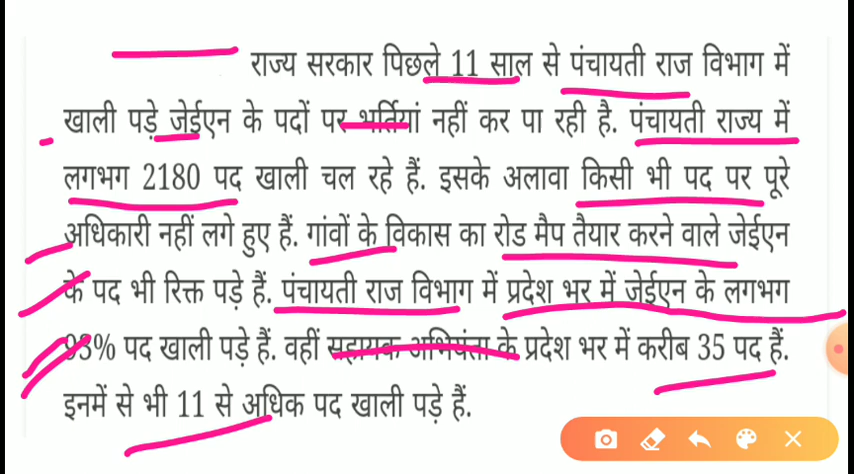 राज्य सरकार पिछले 11 साल से पंचायती राज विभाग में
खाली पड़े जेईएन के पदों पर भर्तियां नहीं कर पा रही है. पंचायती राज्य में
लगभग 2180 पद खाली चल रहे हैं. इसके अलावा किसी भी पद पर पूरे
अधिकारी नहीं लगे हुए हैं. गांवों के विकास का रोड मैप तैयार करने वाले जेईएन
के पद भी रिक्त पड़े हैं. पंचायती राज विभाग में प्रदेश भर में जेईएन के लगभग
93% पद खाली पड़े हैं. वहीं सहायक अभियंता के प्रदेश भर में करीब 35 पद हैं.
इनमें से भी 11 से अधिक पद खाली पड़े हैं.